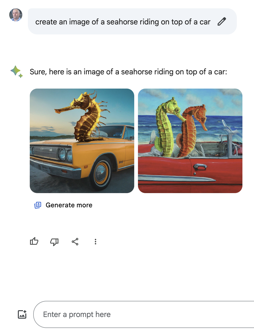 create an image of a seahorse riding on top of a car
Sure, here is an image of a seahorse riding on top of a car:
Generate more
Enter a prompt here